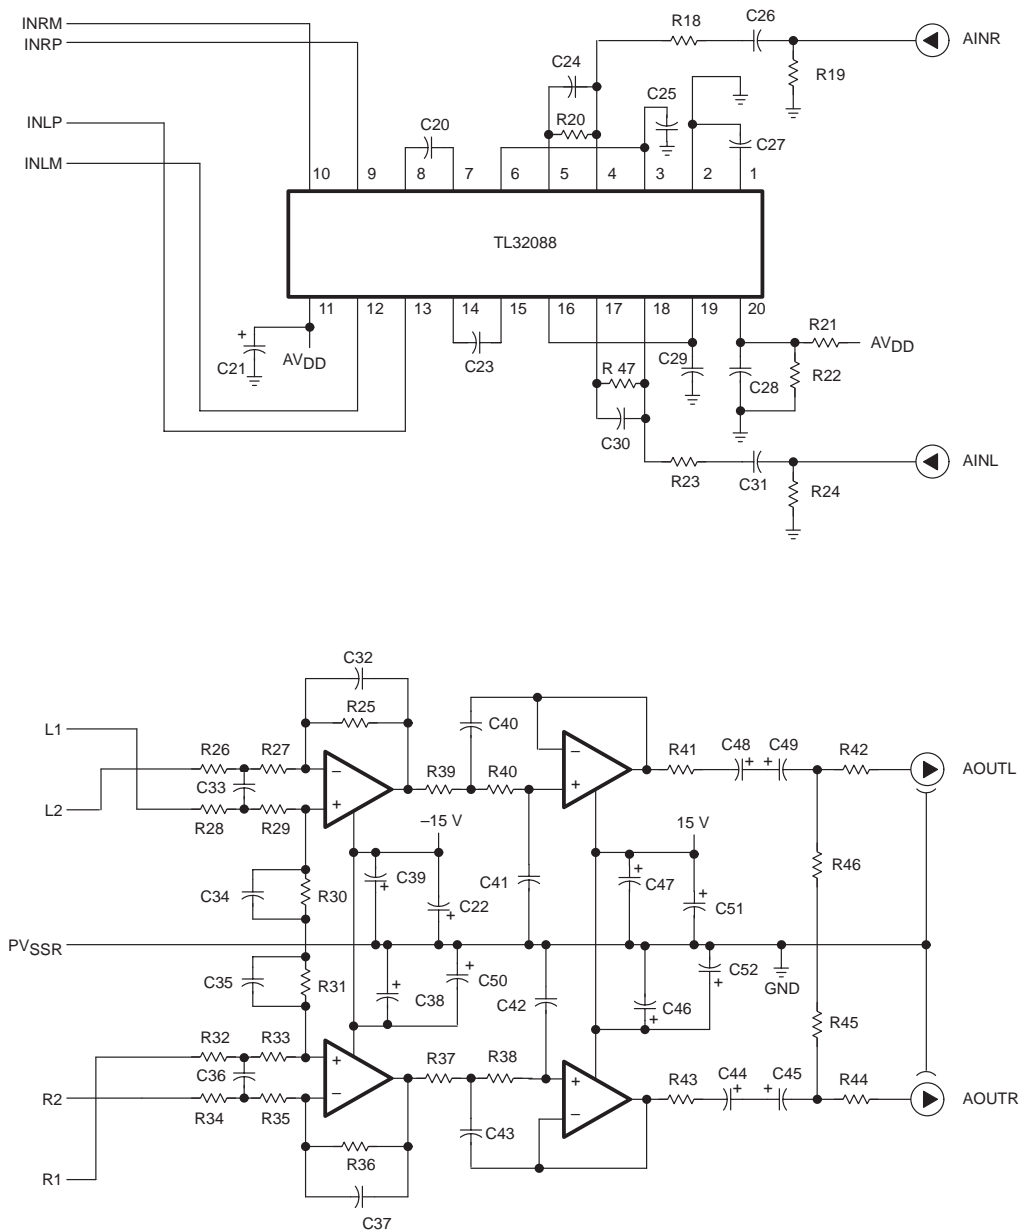 INRM
INRP
INLP
INLM
C20
C24
R20
R18
C26
AINR
R19
C25
C27
10 9 8 7 6 5 4 3 2 1
TL32088
11 12 13 14 15 16 17 18 19 20
+
C21
AVDD
C23
R 47
C30
C29
C28
R21
AVDD
R22
R23
C31
AINL
R24
C32
R25
L1
L2
R26 R27
C33
R28 R29
–
+
R39 R40
C40
–
+
R41
C48 + + C49
R42
AOUTL
–15 V
15 V
C34
R30
C39
+
C22
+
C41
+
C47
+
C51
R46
PVSSR
C35
R31
+
C38
+
C50
C42
C46
+
C52
+
GND
R45
R32 R33
C36
R34 R35
+
–
R37 R38
C43
+
–
R43
C44 + + C45
R44
AOUTR
R2
R1
R36
C37